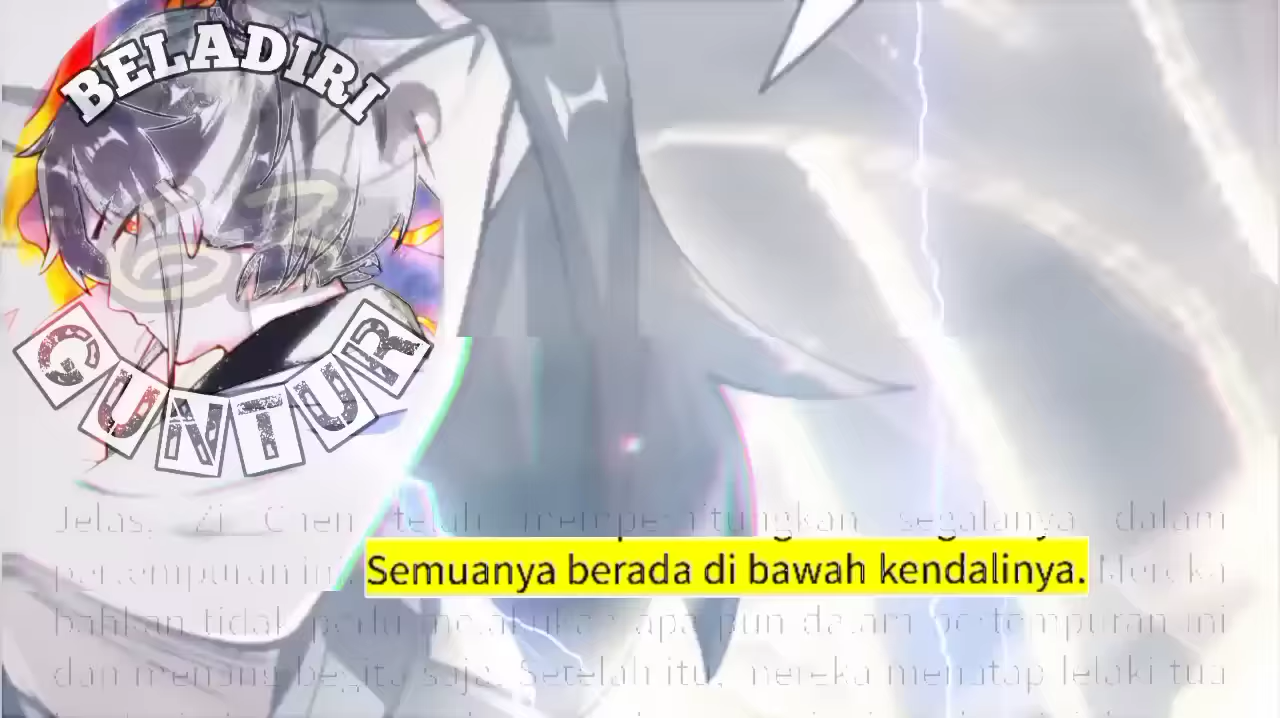 BELADIRI
GUNTUR
Jelas, Zi Chen telah memperhitungkan segalanya dalam
pertempuran ini. Semuanya berada di bawah kendalinya. Mereka
bahkan tidak perlu melakukan apa pun dalam pertempuran ini
dan menang begitu saja. Setelah itu, mereka menatap lelaki tua